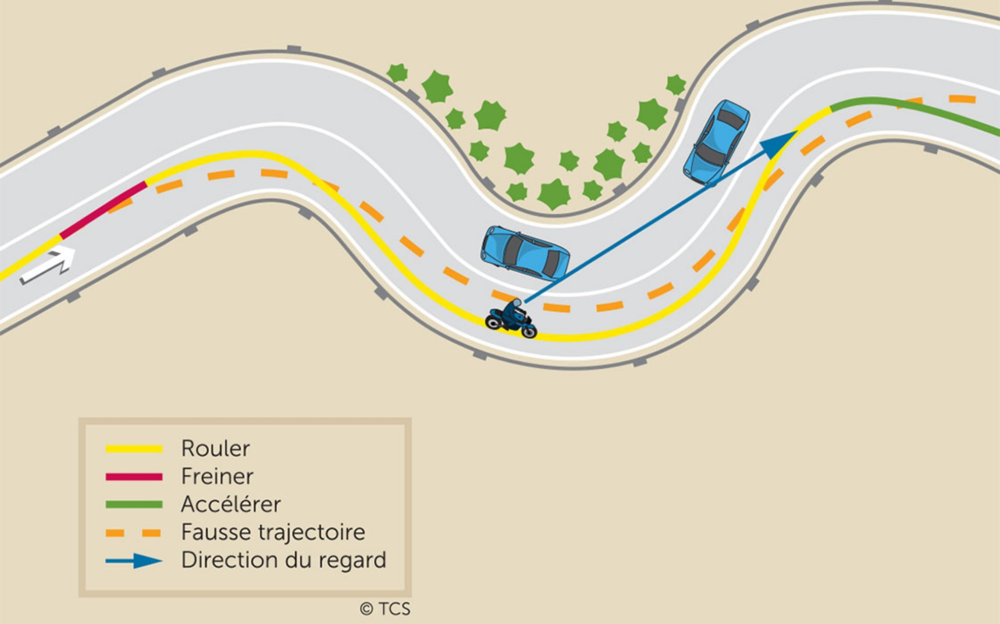 Rouler
Freiner
Accélérer
Fausse trajectoire
Direction du regard
© TCS